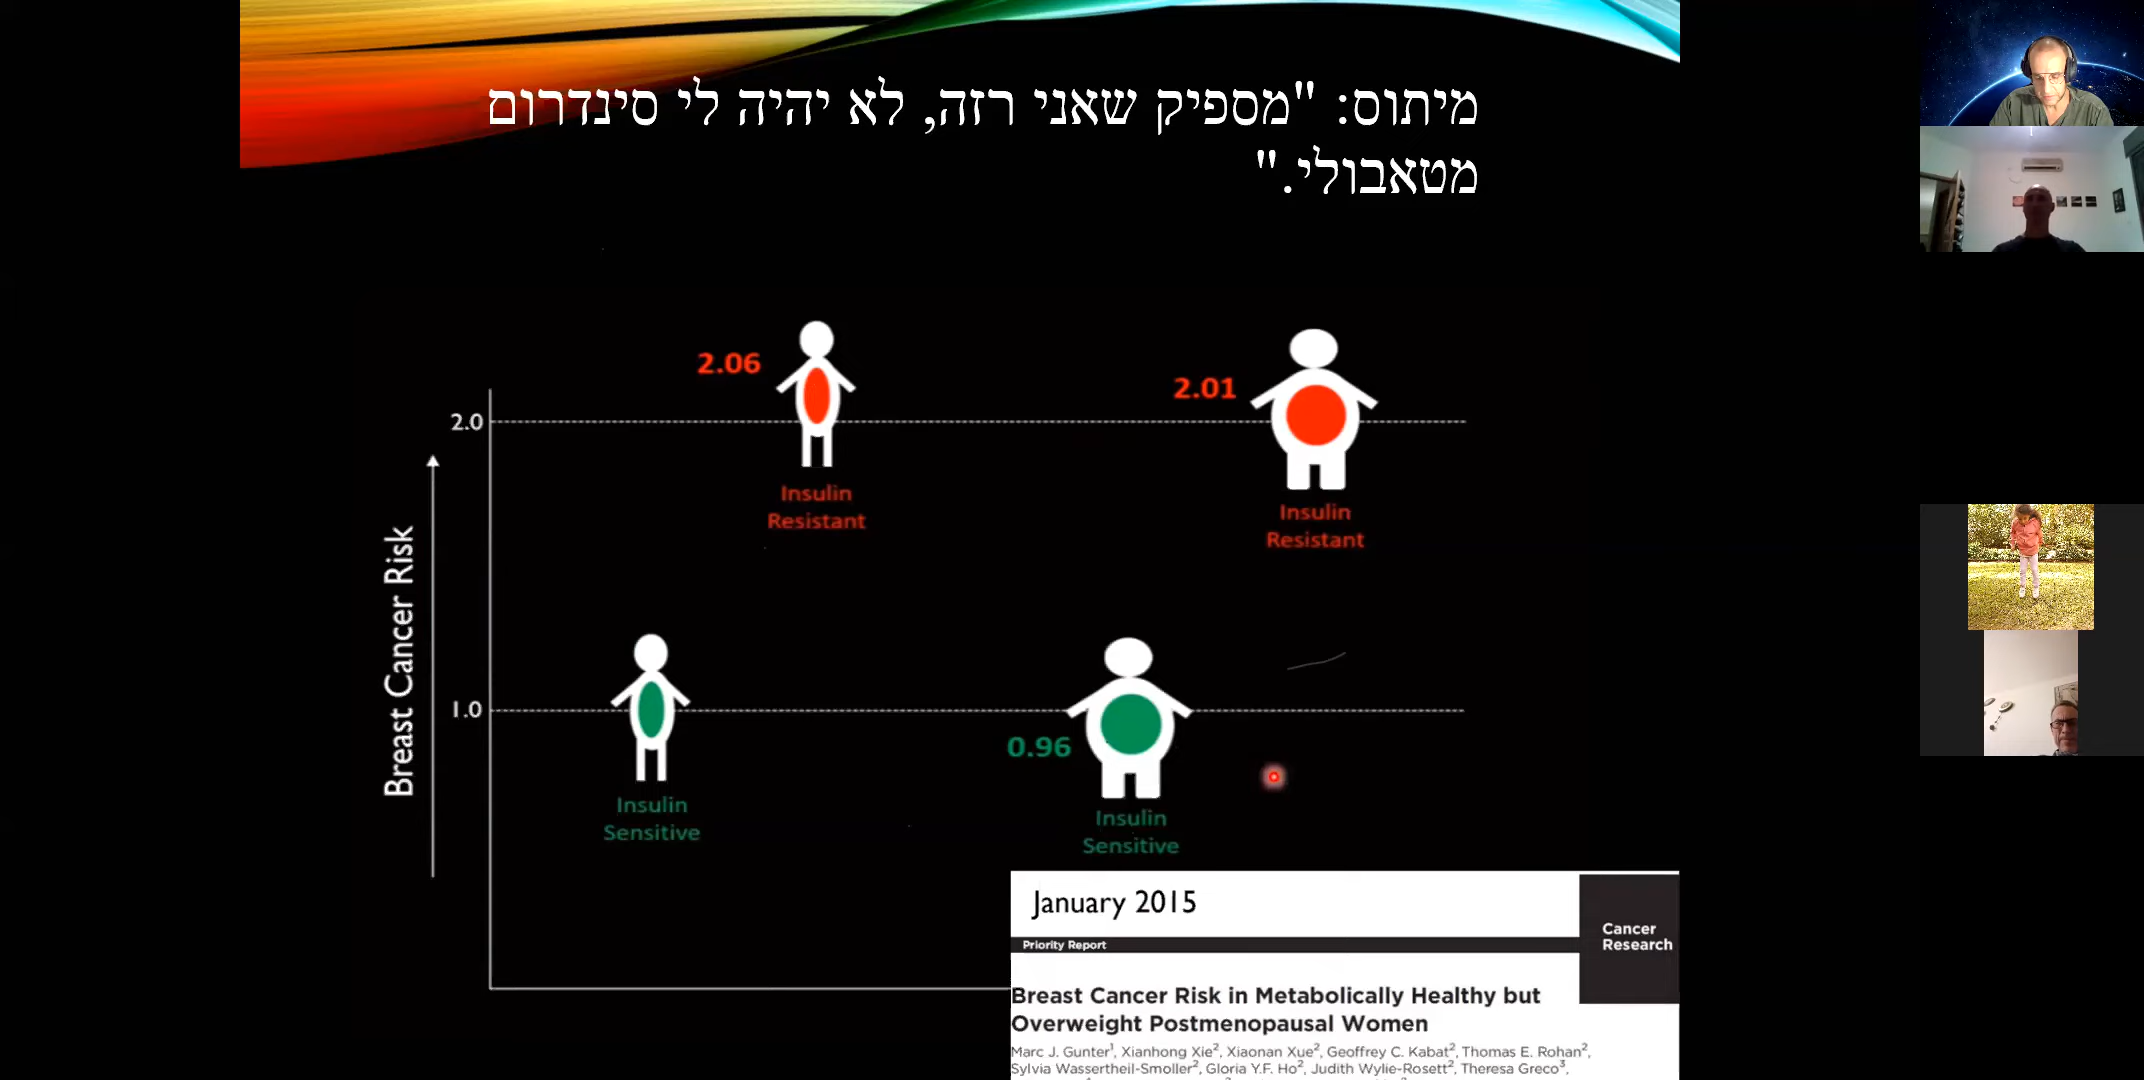 מיתוס: "מספיק שאני רזה, לא יהיה לי סינדרום
מטאבולי."
2.06
2.01
2.0
Insulin
Resistant
Insulin
Resistant
Breast Cancer Risk
1.0
0.96
Insulin
Sensitive
Insulin
Sensitive
January 2015
Priority Report
Cancer
Research
Breast Cancer Risk in Metabolically Healthy but
Overweight Postmenopausal Women
Marc J. Gunter¹, Xianhong Xie², Xiaonan Xue², Geoffrey C. Kabat², Thomas E. Rohan²,
Sylvia Wassertheil-Smoller², Gloria Y.F. Ho², Judith Wylie-Rosett², Theresa Greco³,